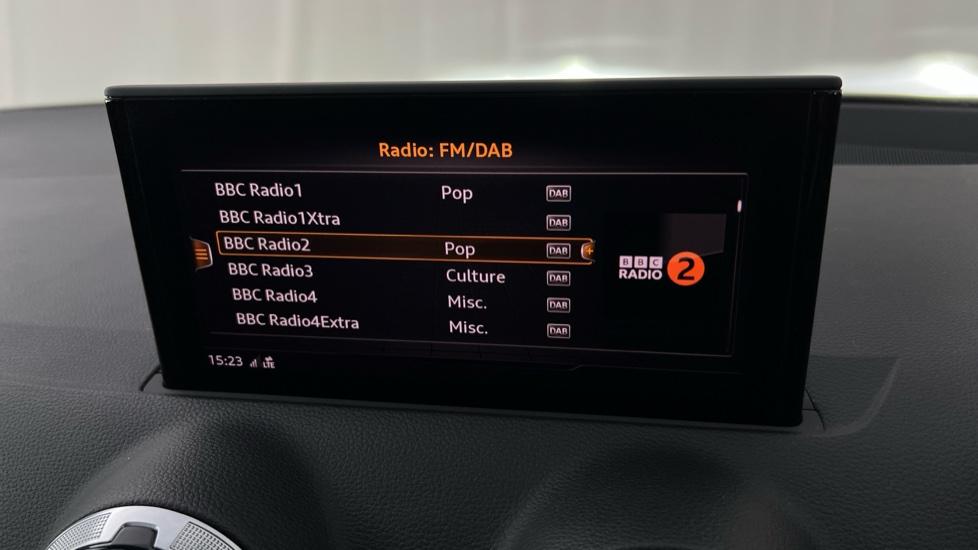 Radio: FM/DAB
BBC Radio1 Pop DAB
BBC Radio1Xtra DAB
BBC Radio2 Pop DAB
BBC Radio3 Culture DAB
BBC Radio4 Misc. DAB
BBC Radio4Extra Misc. DAB
BBC
RADIO 2
15:23 LTE